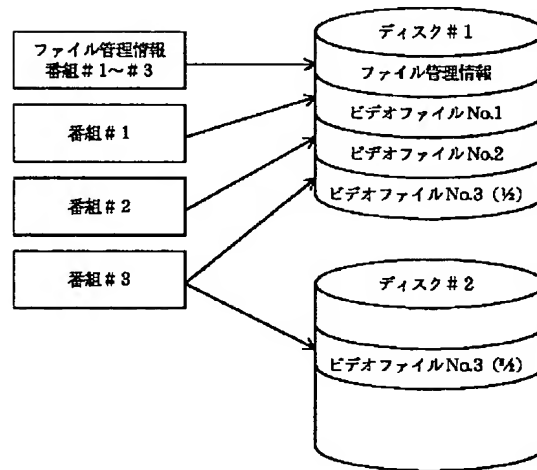 ファイル管理情報
番組＃1～＃3
番組＃1
番組＃2
番組＃3
ディスク＃1
ファイル管理情報
ビデオファイルNo.1
ビデオファイルNo.2
ビデオファイルNo.3（½）
ディスク＃2
ビデオファイルNo.3（²⁄₂）